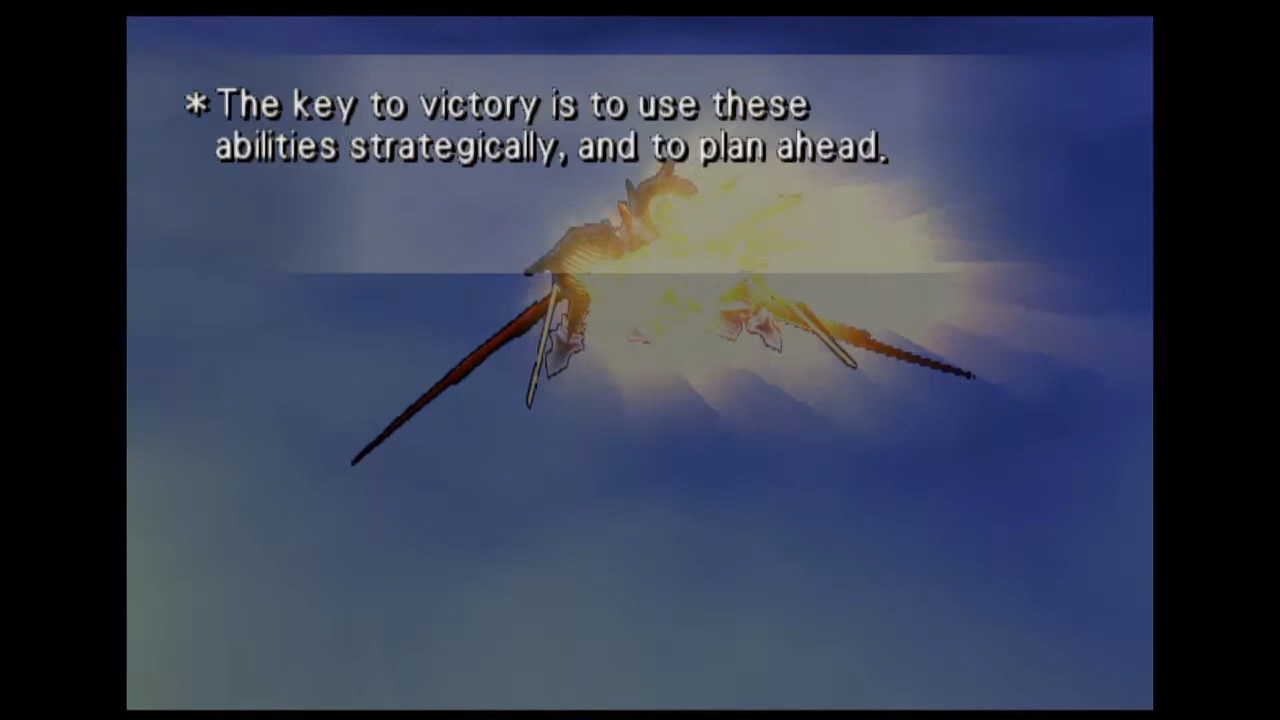 * The key to victory is to use these
abilities strategically, and to plan ahead.